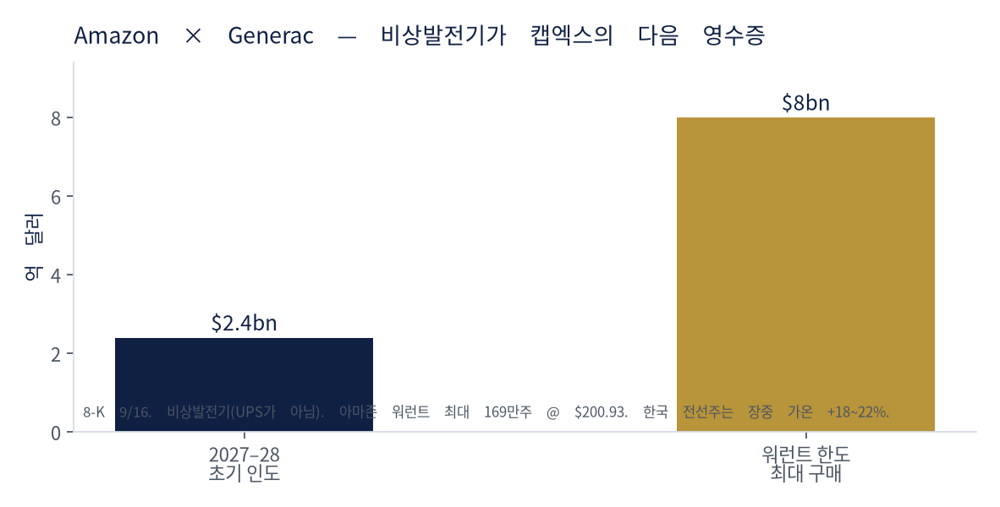 Amazon × Generac — 비상발전기가 캡엑스의 다음 영수증
억 달러
8
6
4
2
0
$2.4bn
$8bn
8-K 9/16. 비상발전기(UPS가 아님). 아마존 워런트 최대 169만주 @ $200.93. 한국 전선주는 장중 가온 +18~22%.
2027–28
초기 인도
워런트 한도
최대 구매